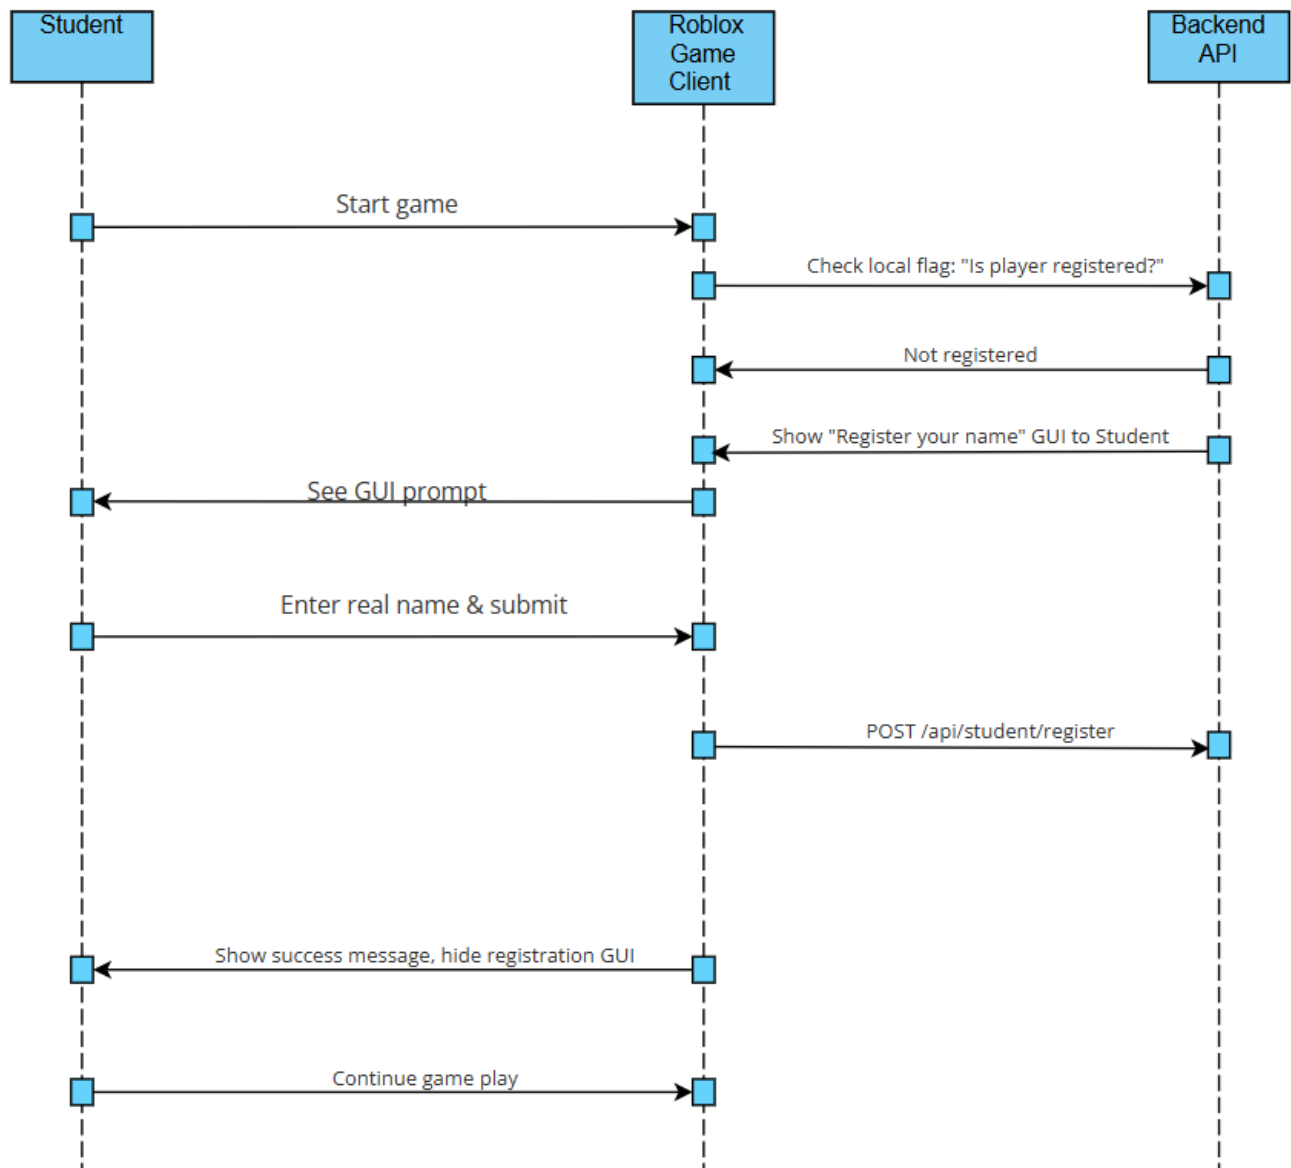 Student
Roblox
Game
Client
Backend
API
Start game
Check local flag: "Is player registered?"
Not registered
Show "Register your name" GUI to Student
See GUI prompt
Enter real name & submit
POST /api/student/register
Show success message, hide registration GUI
Continue game play